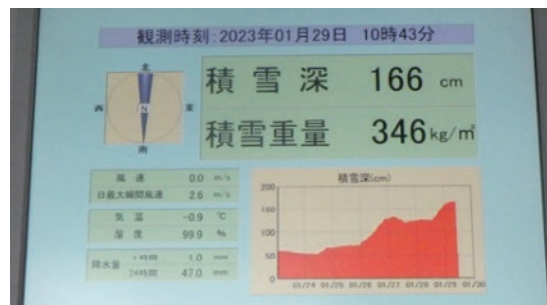 観測時刻:2023年01月29日 10時43分
北
西 N 東
南
積雪深 166 cm
積雪重量 346 kg/㎡
風速 0.0 m/s
日最大瞬間風速 2.6 m/s
気温 -0.9 ℃
湿度 99.9 %
降水量 1時間 1.0 mm
24時間 47.0 mm
積雪深(cm)
200
150
100
50
0
01/24 01/25 01/26 01/27 01/28 01/29 01/30